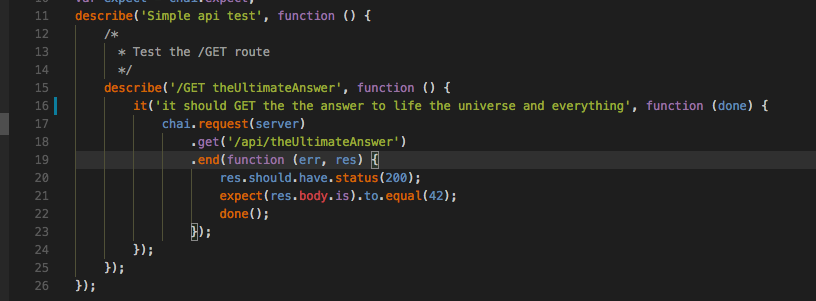 11 describe('Simple api test', function () {
12 /*
13 * Test the /GET route
14 */
15 describe('/GET theUltimateAnswer', function () {
16 it('it should GET the the answer to life the universe and everything', function (done) {
17 chai.request(server)
18 .get('/api/theUltimateAnswer')
19 .end(function (err, res) {
20 res.should.have.status(200);
21 expect(res.body.is).to.equal(42);
22 done();
23 });
24 });
25 });
26 });